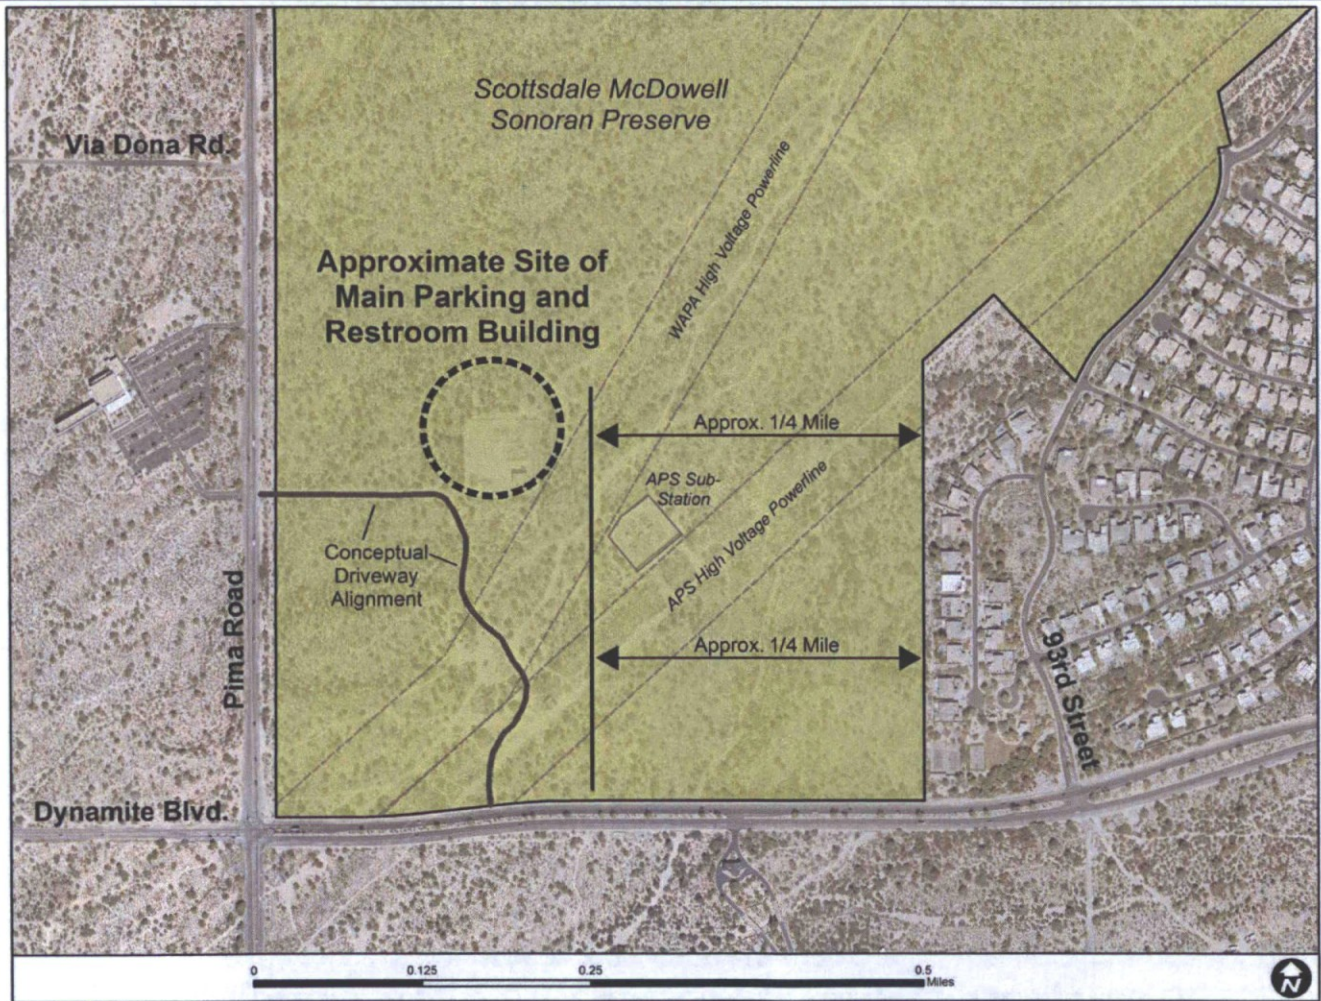 Scottsdale McDowell
Sonoran Preserve
Via Dona Rd.
WAPA High Voltage Powerline
Approximate Site of
Main Parking and
Restroom Building
Approx. 1/4 Mile
APS Sub-
Station
APS High Voltage Powerline
Conceptual
Driveway
Alignment
Pima Road
Approx. 1/4 Mile
93rd Street
Dynamite Blvd.
0 0.125 0.25 0.5
Miles
N